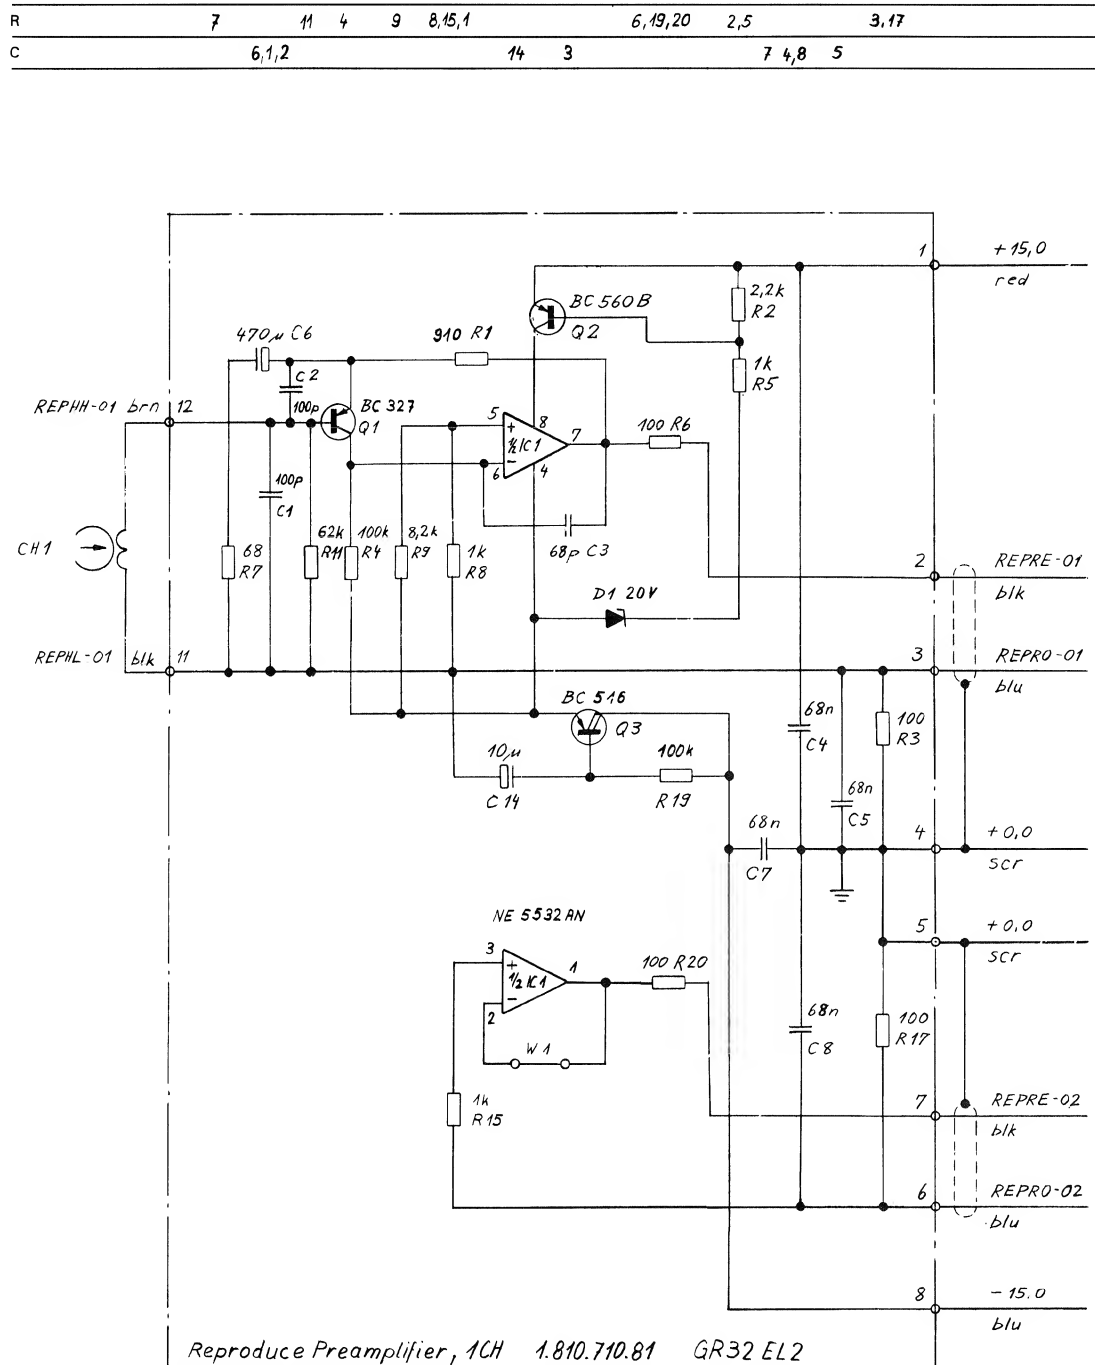 R 7 11 4 9 8,15,1 6,19,20 2,5 3,17
C 6,1,2 14 3 7 4,8 5
1 +15,0
red
BC 560B
Q2
2,2k
R2
470µ C6
910 R1
1k
R5
C2
100p
REPHH-01 brn 12
BC 327
Q1
5
+
8
½ IC1
7
100 R6
-
6
4
100p
C1
62k
R11
100k
R4
8,2k
R9
68p C3
CH1
68
R7
1k
R8
2 REPRE-01
blk
D1 20V
REPHL-01 blk 11
3 REPRO-01
blu
BC 516
Q3
68n
C4
100
R3
10µ
C14
100k
R19
68n
C5
68n
C7
4 +0,0
scr
NE 5532AN
5 +0,0
scr
3
+
1/2 IC1
1
100 R20
-
2
68n
C8
100
R17
W1
1k
R15
7 REPRE-02
blk
6 REPRO-02
blu
8 -15.0
blu
Reproduce Preamplifier, 1CH 1.810.710.81 GR32 EL2